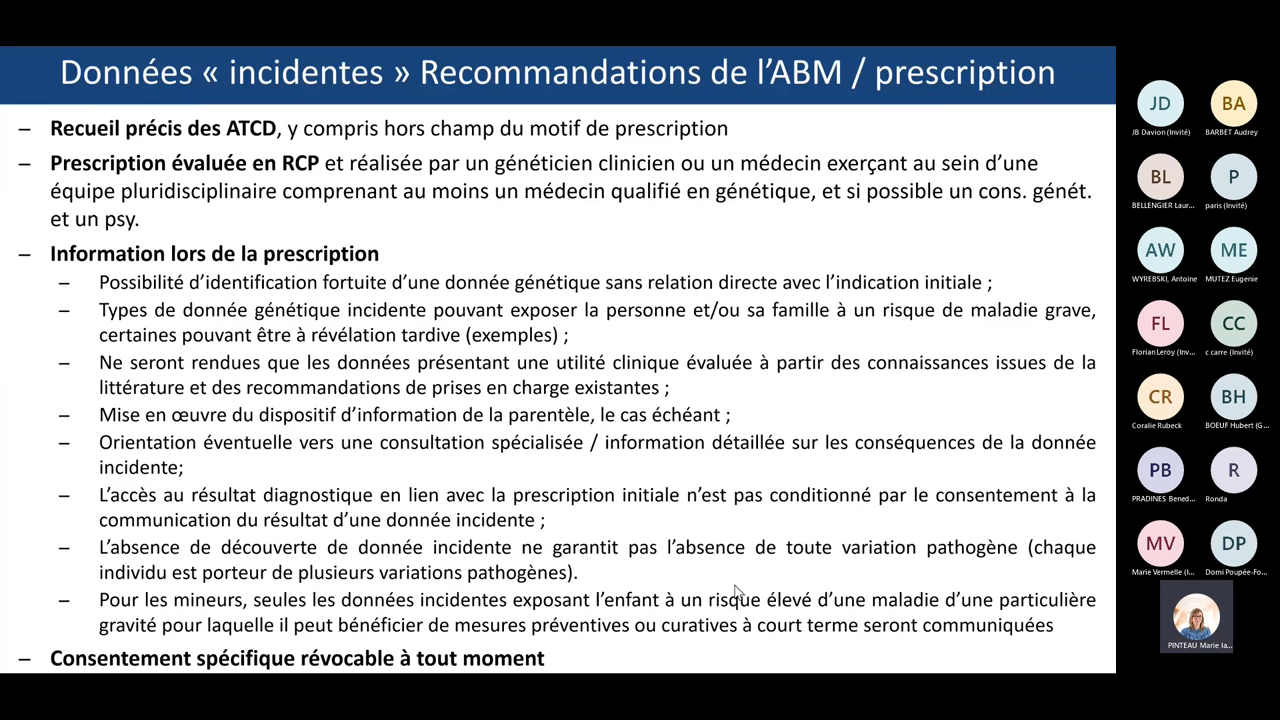 Données « incidentes » Recommandations de l’ABM / prescription
– Recueil précis des ATCD, y compris hors champ du motif de prescription
– Prescription évaluée en RCP et réalisée par un généticien clinicien ou un médecin exerçant au sein d’une
équipe pluridisciplinaire comprenant au moins un médecin qualifié en génétique, et si possible un cons. génét.
et un psy.
– Information lors de la prescription
– Possibilité d’identification fortuite d’une donnée génétique sans relation directe avec l’indication initiale ;
– Types de donnée génétique incidente pouvant exposer la personne et/ou sa famille à un risque de maladie grave,
certaines pouvant être à révélation tardive (exemples) ;
– Ne seront rendues que les données présentant une utilité clinique évaluée à partir des connaissances issues de la
littérature et des recommandations de prises en charge existantes ;
– Mise en œuvre du dispositif d’information de la parentèle, le cas échéant ;
– Orientation éventuelle vers une consultation spécialisée / information détaillée sur les conséquences de la donnée
incidente;
– L’accès au résultat diagnostique en lien avec la prescription initiale n’est pas conditionné par le consentement à la
communication du résultat d’une donnée incidente ;
– L’absence de découverte de donnée incidente ne garantit pas l’absence de toute variation pathogène (chaque
individu est porteur de plusieurs variations pathogènes).
– Pour les mineurs, seules les données incidentes exposant l’enfant à un risque élevé d’une maladie d’une particulière
gravité pour laquelle il peut bénéficier de mesures préventives ou curatives à court terme seront communiquées
– Consentement spécifique révocable à tout moment
JD BA
JB Davion (Invité) BARBET Audrey
BL P
BELLENGIER Laur... paris (Invité)
AW ME
WYREBSKI, Antoine MUTEZ Eugenie
FL CC
Florian Leroy (Inv... c carre (Invité)
CR BH
Coralie Rubeck BOEUF Hubert (G...
PB R
PRADINES Bened... Ronda
MV DP
Marie Vermelle (I... Domi Poupée-Fo...
PINTEAU Marie Ia...